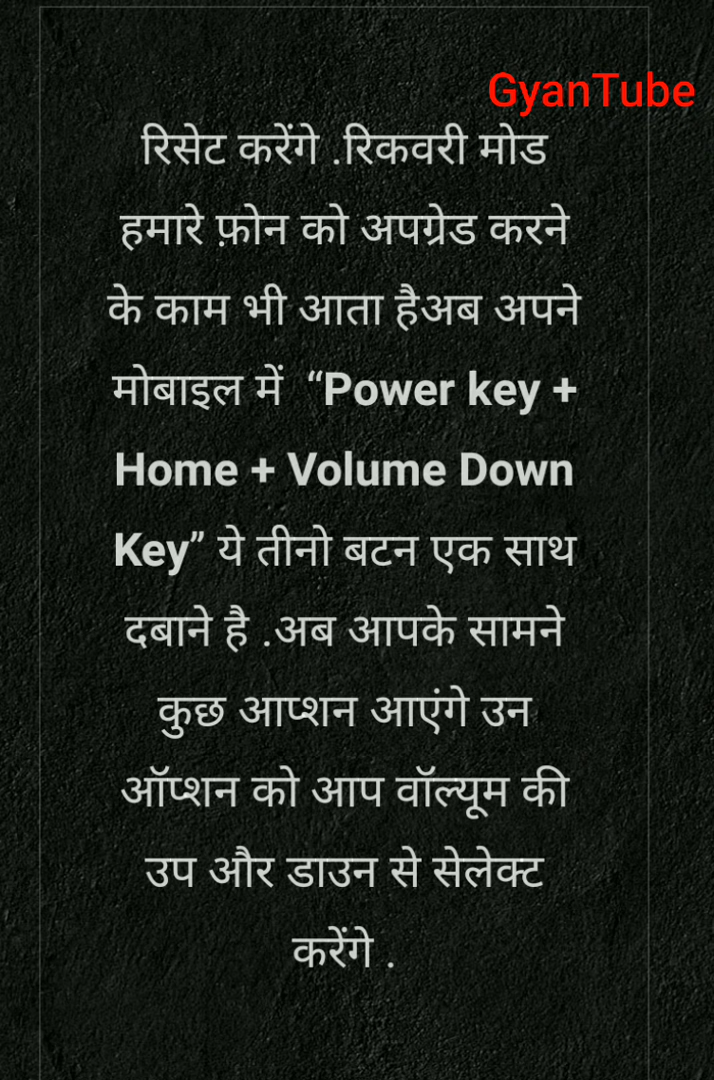 GyanTube
रिसेट करेंगे .रिकवरी मोड
हमारे फ़ोन को अपग्रेड करने
के काम भी आता हैअब अपने
मोबाइल में “Power key +
Home + Volume Down
Key” ये तीनो बटन एक साथ
दबाने है .अब आपके सामने
कुछ आप्शन आएंगे उन
ऑप्शन को आप वॉल्यूम की
उप और डाउन से सेलेक्ट
करेंगे .